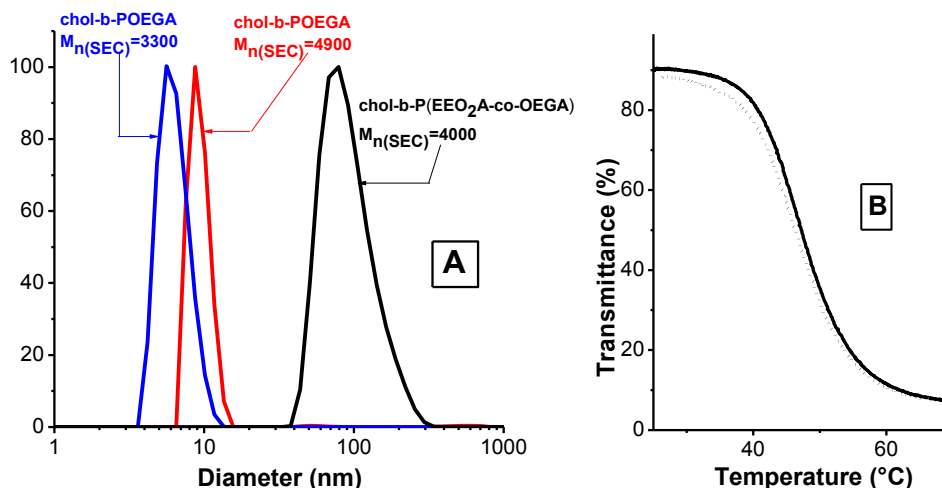 chol-b-POEGA
Mn(SEC)=3300
chol-b-POEGA
Mn(SEC)=4900
chol-b-P(EEO2A-co-OEGA)
Mn(SEC)=4000
100
80
60
40
20
0
1
10
100
1000
Diameter (nm)
A
Transmittance (%)
80
60
40
20
40
60
Temperature (°C)
B